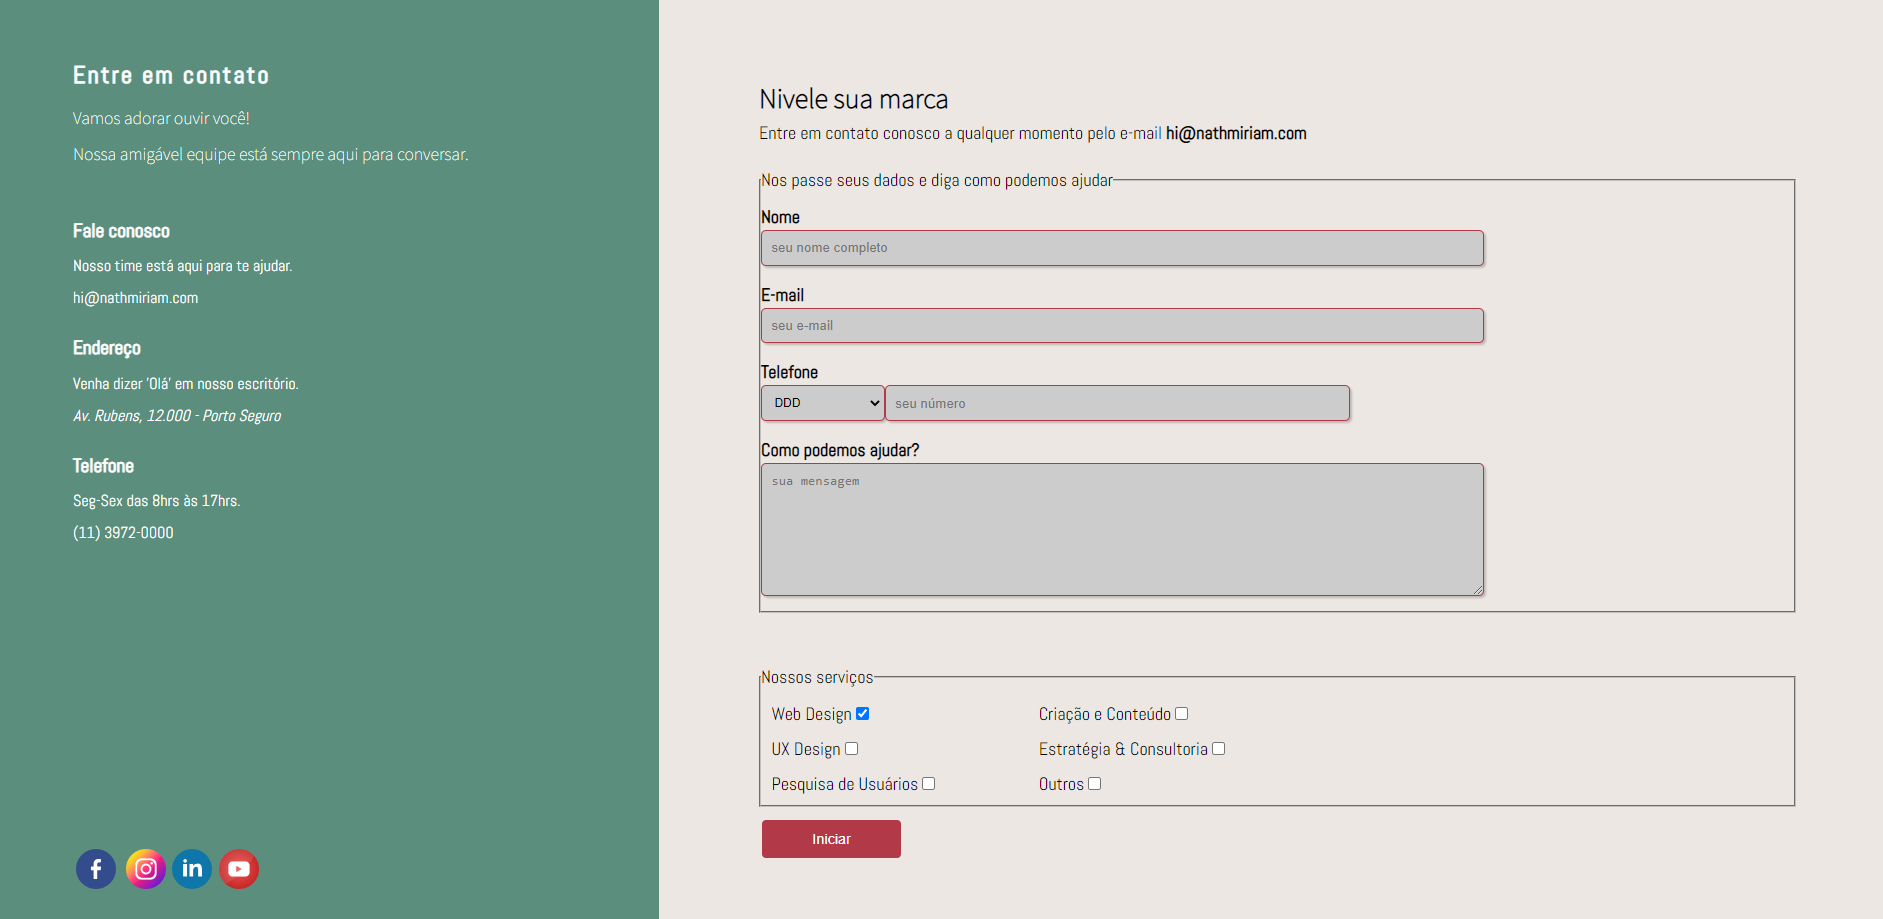 Entre em contato
Vamos adorar ouvir você!
Nossa amigável equipe está sempre aqui para conversar.
Fale conosco
Nosso time está aqui para te ajudar.
hi@nathmiriam.com
Endereço
Venha dizer 'Olá' em nosso escritório.
Av. Rubens, 12.000 - Porto Seguro
Telefone
Seg-Sex das 8hrs às 17hrs.
(11) 3972-0000
Nivele sua marca
Entre em contato conosco a qualquer momento pelo e-mail hi@nathmiriam.com
Nos passe seus dados e diga como podemos ajudar
Nome
seu nome completo
E-mail
seu e-mail
Telefone
DDD seu número
Como podemos ajudar?
sua mensagem
Nossos serviços
Web Design Criação e Conteúdo
UX Design Estratégia & Consultoria
Pesquisa de Usuários Outros
Iniciar